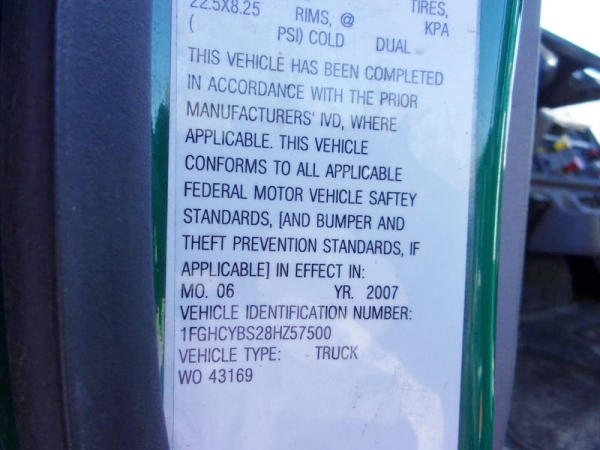 22.5X8.25 RIMS, @ TIRES,
( PSI) COLD DUAL KPA
THIS VEHICLE HAS BEEN COMPLETED
IN ACCORDANCE WITH THE PRIOR
MANUFACTURERS' IVD, WHERE
APPLICABLE. THIS VEHICLE
CONFORMS TO ALL APPLICABLE
FEDERAL MOTOR VEHICLE SAFTEY
STANDARDS, [AND BUMPER AND
THEFT PREVENTION STANDARDS, IF
APPLICABLE] IN EFFECT IN:
MO. 06 YR. 2007
VEHICLE IDENTIFICATION NUMBER:
1FGHCYBS28HZ57500
VEHICLE TYPE: TRUCK
WO 43169